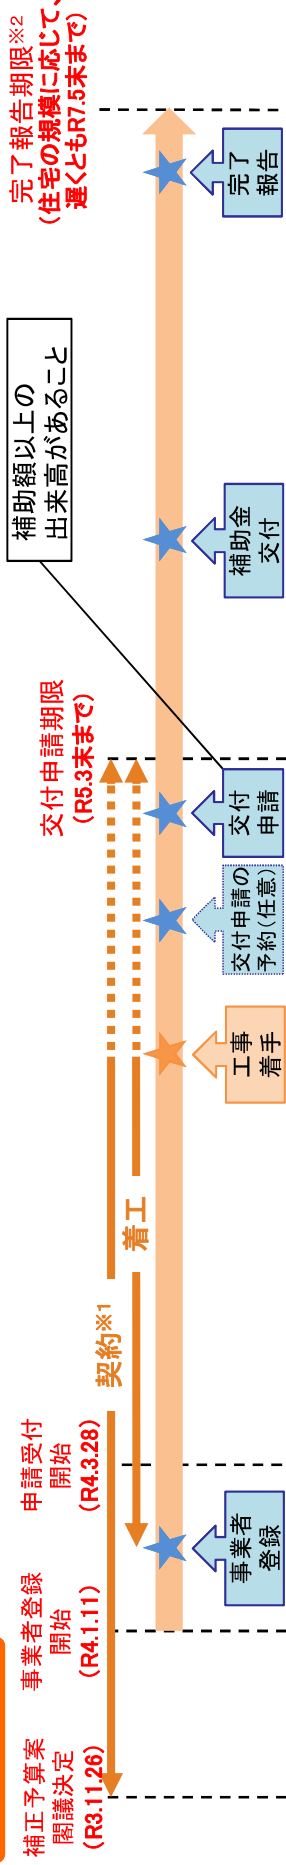 補正予算案
閣議決定
(R3.11.26)
事業者登録
開始
(R4.1.11)
申請受付
開始
(R4.3.28)
契約※1
着工
交付申請期限
(R5.3末まで)
補助額以上の
出来高があること
完了報告期限※2
(住宅の規模に応じて、
遅くともR7.5末まで)
事業者
登録
工事
着手
交付申請の
予約(任意)
交付
申請
補助金
交付
完了
報告